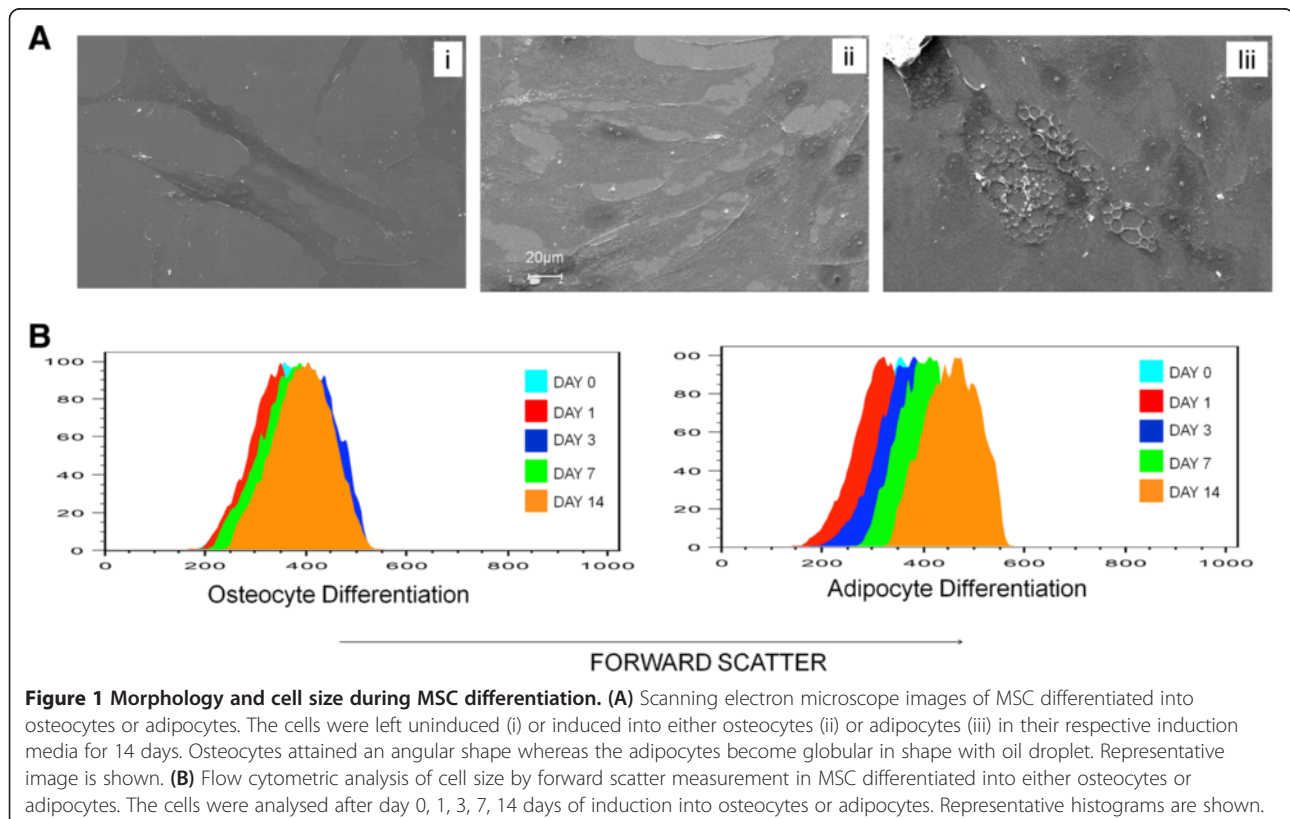 A
i
ii
Iii
20µm
B
100
80
60
40
20
0
0 200 400 600 800 1000
DAY 0
DAY 1
DAY 3
DAY 7
DAY 14
Osteocyte Differentiation
00
80
60
40
20
0
0 200 400 600 800 1000
DAY 0
DAY 1
DAY 3
DAY 7
DAY 14
Adipocyte Differentiation
FORWARD SCATTER
Figure 1 Morphology and cell size during MSC differentiation. (A) Scanning electron microscope images of MSC differentiated into
osteocytes or adipocytes. The cells were left uninduced (i) or induced into either osteocytes (ii) or adipocytes (iii) in their respective induction
media for 14 days. Osteocytes attained an angular shape whereas the adipocytes become globular in shape with oil droplet. Representative
image is shown. (B) Flow cytometric analysis of cell size by forward scatter measurement in MSC differentiated into either osteocytes or
adipocytes. The cells were analysed after day 0, 1, 3, 7, 14 days of induction into osteocytes or adipocytes. Representative histograms are shown.